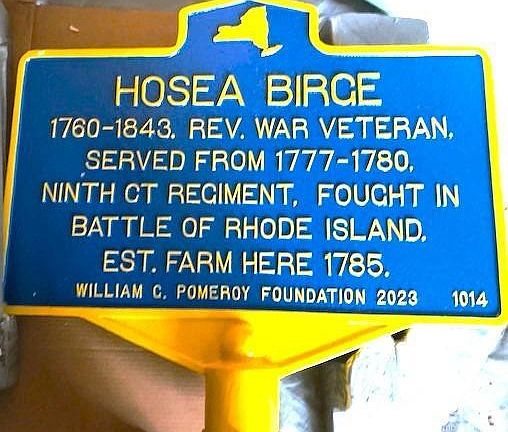 HOSEA BIRGE
1760-1843. REV. WAR VETERAN,
SERVED FROM 1777-1780,
NINTH CT REGIMENT, FOUGHT IN
BATTLE OF RHODE ISLAND.
EST. FARM HERE 1785.
WILLIAM C. POMEROY FOUNDATION 2023 1014